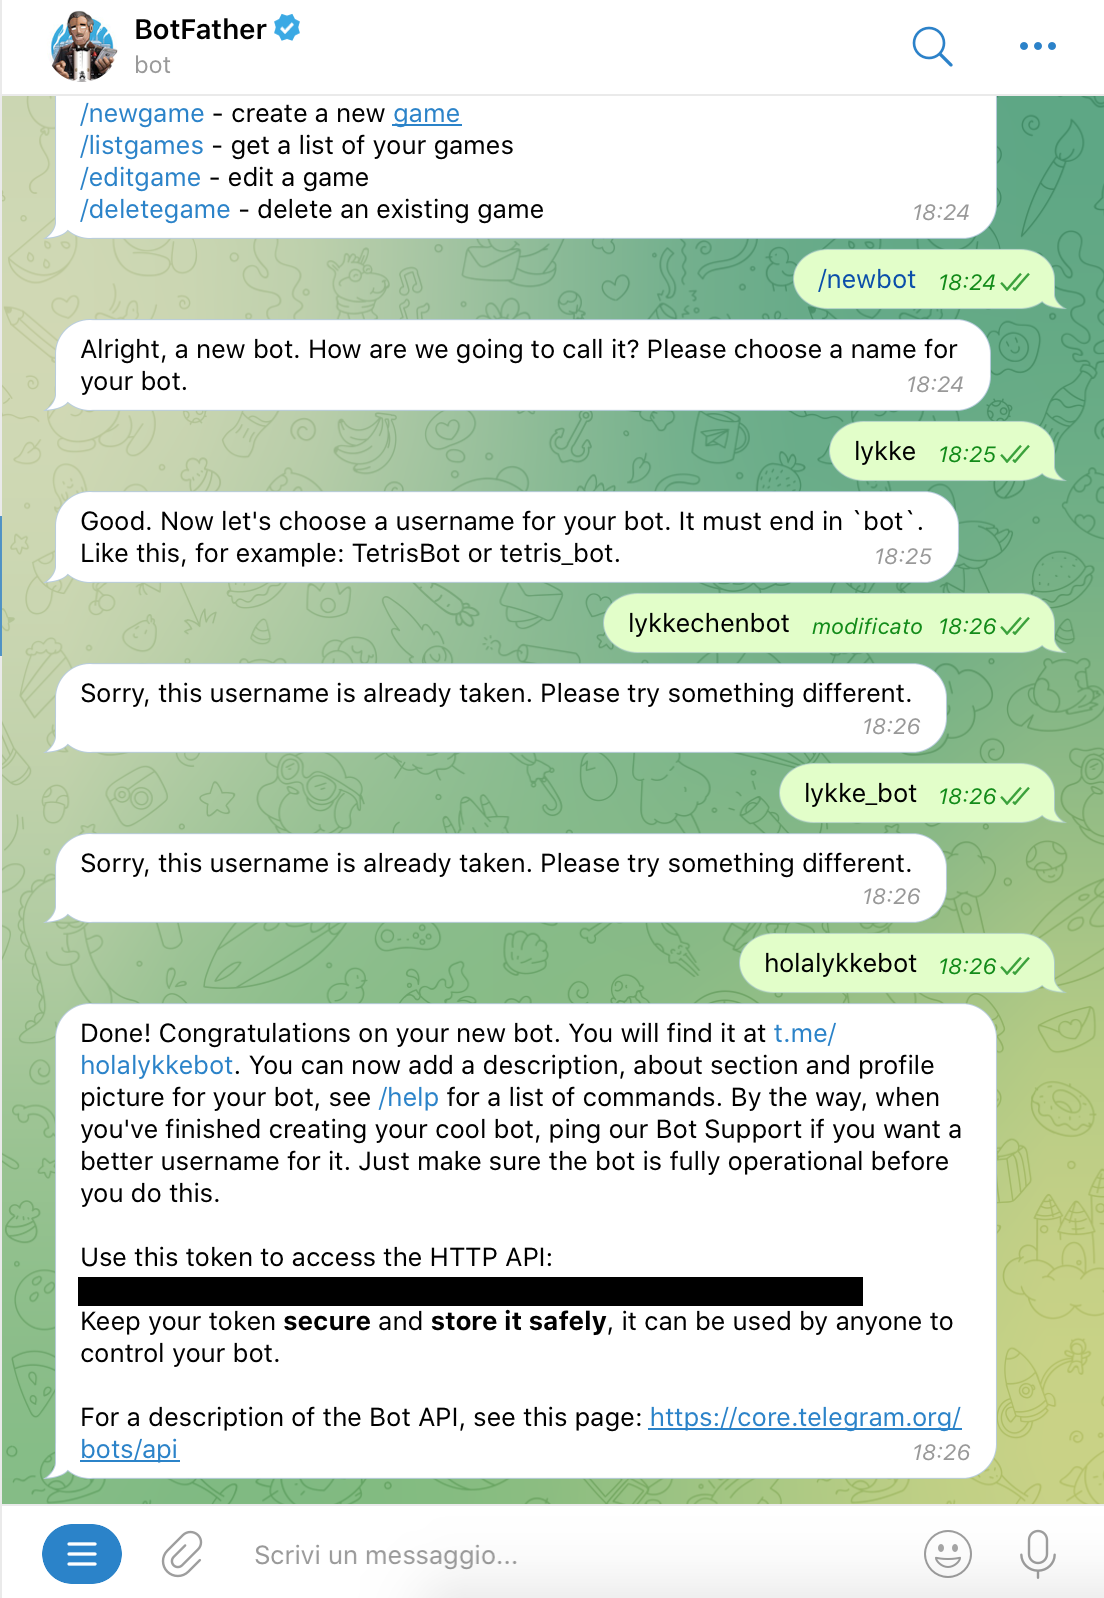 BotFather
bot
/newgame - create a new game
/listgames - get a list of your games
/editgame - edit a game
/deletegame - delete an existing game
18:24
/newbot 18:24
Alright, a new bot. How are we going to call it? Please choose a name for
your bot.
18:24
lykke 18:25
Good. Now let's choose a username for your bot. It must end in `bot`.
Like this, for example: TetrisBot or tetris_bot.
18:25
lykkechenbot modificato 18:26
Sorry, this username is already taken. Please try something different.
18:26
lykke_bot 18:26
Sorry, this username is already taken. Please try something different.
18:26
holalykkebot 18:26
Done! Congratulations on your new bot. You will find it at t.me/
holalykkebot. You can now add a description, about section and profile
picture for your bot, see /help for a list of commands. By the way, when
you've finished creating your cool bot, ping our Bot Support if you want a
better username for it. Just make sure the bot is fully operational before
you do this.
Use this token to access the HTTP API:
Keep your token secure and store it safely, it can be used by anyone to
control your bot.
For a description of the Bot API, see this page: https://core.telegram.org/
bots/api
18:26
Scrivi un messaggio...